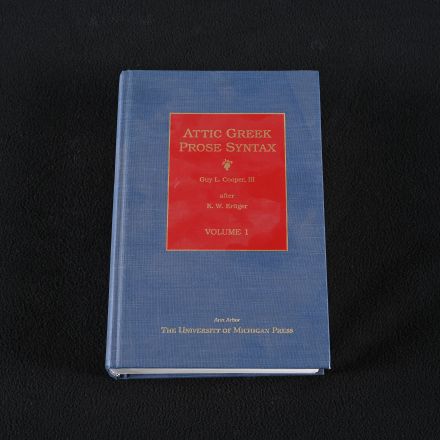 ATTIC GREEK
PROSE SYNTAX
Guy L. Cooper, III
after
K. W. Krüger
VOLUME 1
Ann Arbor
THE UNIVERSITY OF MICHIGAN PRESS